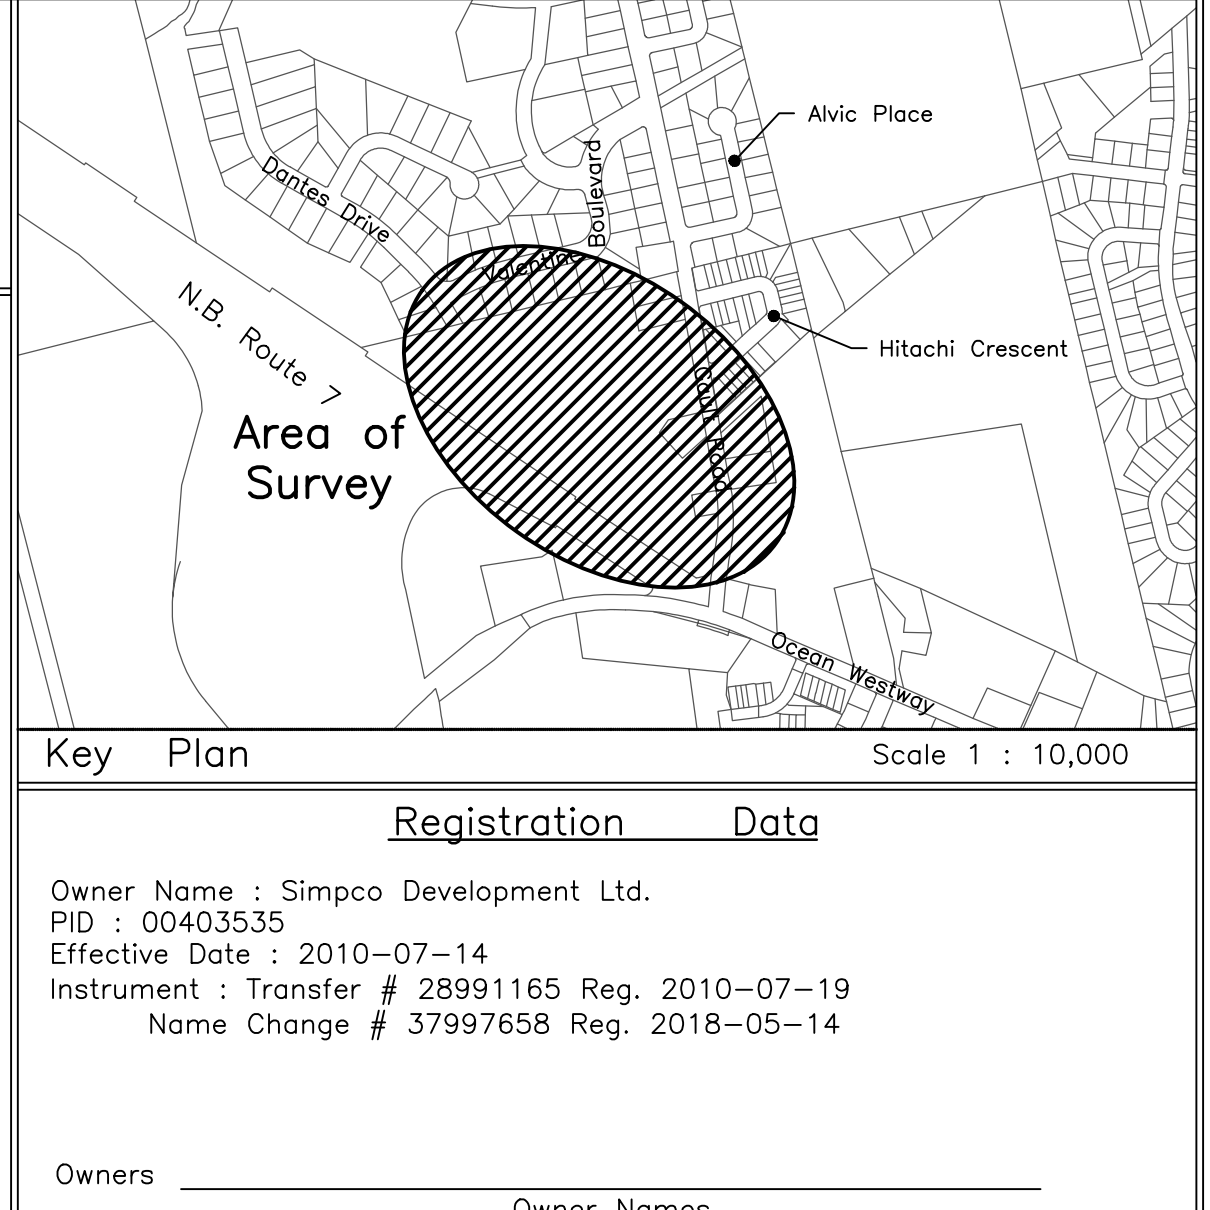 Alvic Place
Boulevard
Dantes Drive
Valentine
N.B. Route 7
Hitachi Crescent
Gault Road
Area of
Survey
Ocean Westway
Key Plan
Scale 1 : 10,000
Registration Data
Owner Name : Simpco Development Ltd.
PID : 00403535
Effective Date : 2010-07-14
Instrument : Transfer # 28991165 Reg. 2010-07-19
Name Change # 37997658 Reg. 2018-05-14
Owners
Owner Names